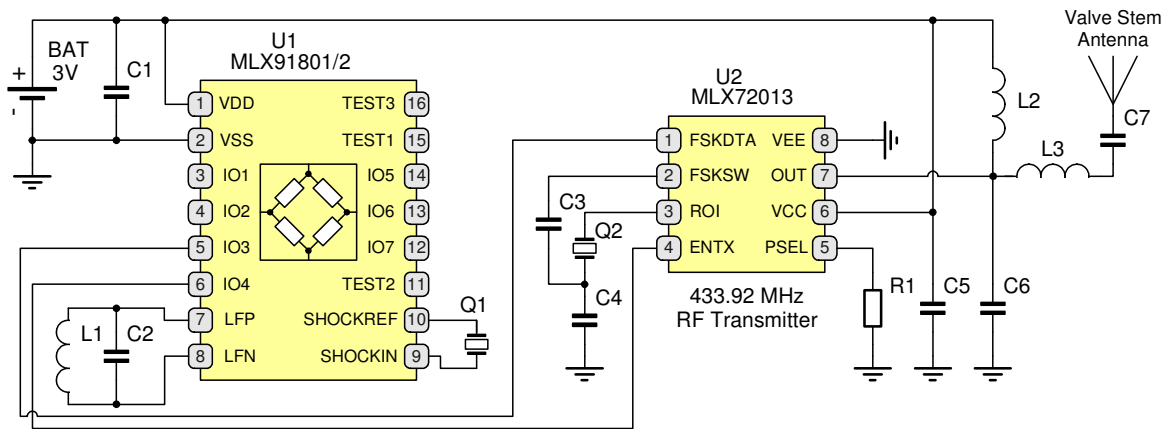 BAT
3V
+
-
C1
U1
MLX91801/2
1 VDD TEST3 16
2 VSS TEST1 15
3 IO1 IO5 14
4 IO2 IO6 13
5 IO3 IO7 12
6 IO4 TEST2 11
7 LFP SHOCKREF 10
8 LFN SHOCKIN 9
L1
C2
Q1
U2
MLX72013
1 FSKDTA VEE 8
2 FSKSW OUT 7
3 ROI VCC 6
4 ENTX PSEL 5
433.92 MHz
RF Transmitter
C3
Q2
C4
R1
C5
C6
L2
L3
C7
Valve Stem
Antenna